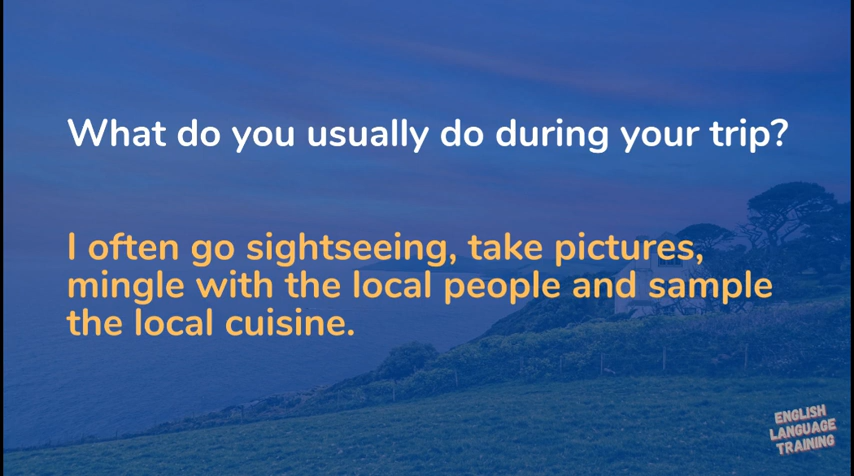 What do you usually do during your trip?
I often go sightseeing, take pictures,
mingle with the local people and sample
the local cuisine.
ENGLISH
LANGUAGE
TRAINING